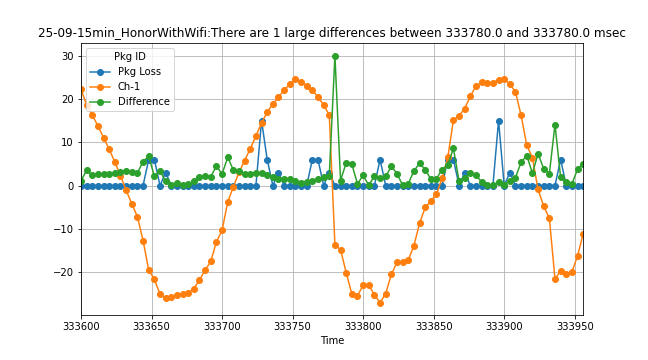 25-09-15min_HonorWithWifi:There are 1 large differences between 333780.0 and 333780.0 msec
Pkg ID
Pkg Loss
Ch-1
Difference
30
20
10
0
−10
−20
333600 333650 333700 333750 333800 333850 333900 333950
Time